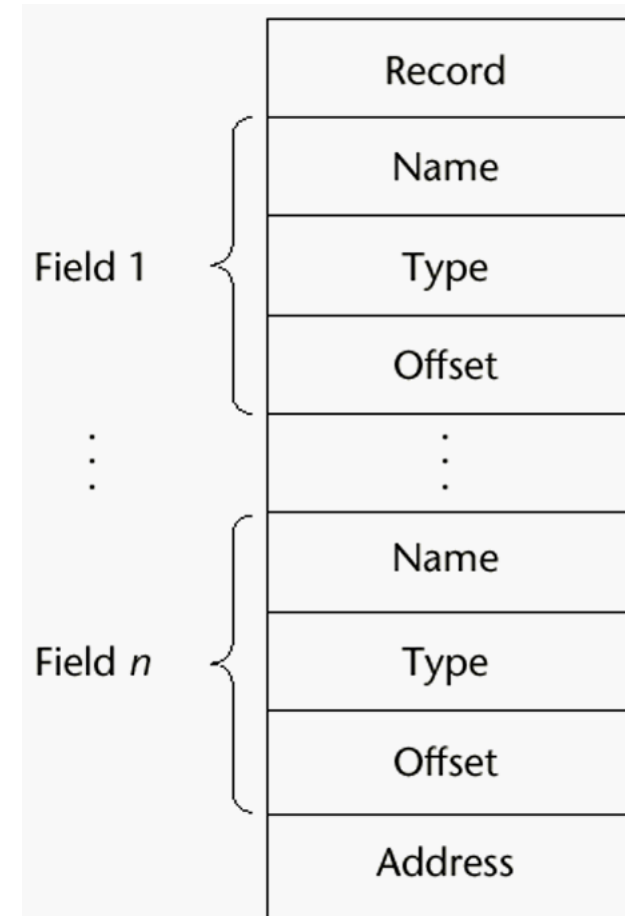 Record
Name
Field 1
Type
Offset
Name
Field n
Type
Offset
Address